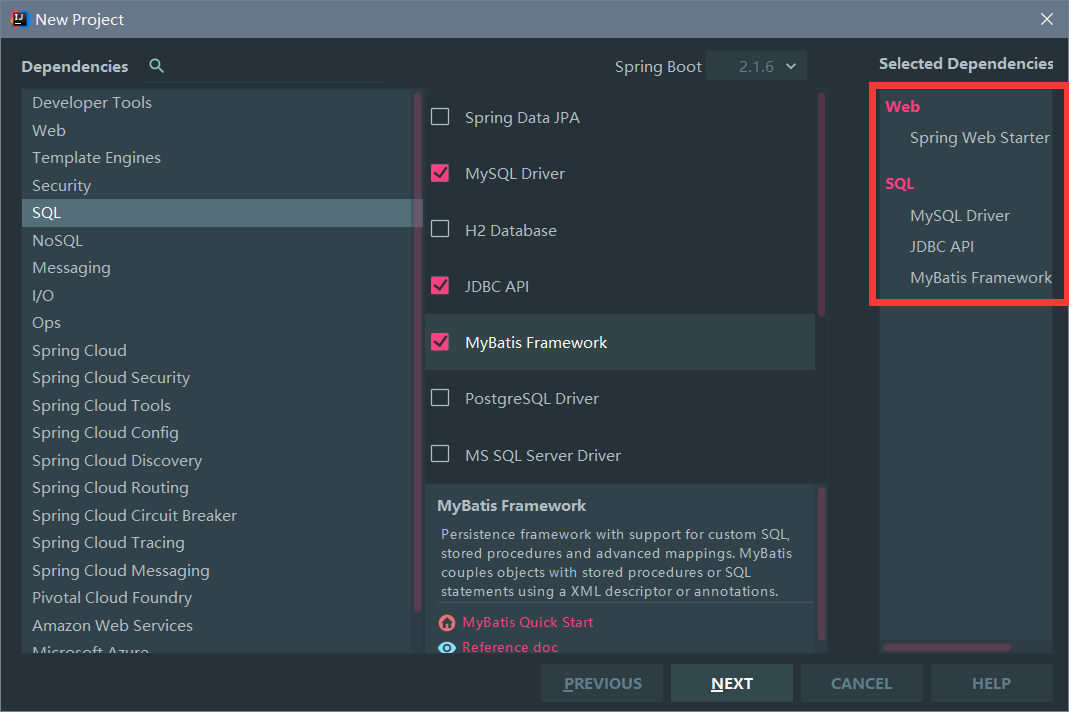 New Project
Dependencies
Spring Boot 2.1.6
Selected Dependencies
Developer Tools
Web
Template Engines
Security
SQL
NoSQL
Messaging
I/O
Ops
Spring Cloud
Spring Cloud Security
Spring Cloud Tools
Spring Cloud Config
Spring Cloud Discovery
Spring Cloud Routing
Spring Cloud Circuit Breaker
Spring Cloud Tracing
Spring Cloud Messaging
Pivotal Cloud Foundry
Amazon Web Services
Microsoft Azure
Spring Data JPA
MySQL Driver
H2 Database
JDBC API
MyBatis Framework
PostgreSQL Driver
MS SQL Server Driver
MyBatis Framework
Persistence framework with support for custom SQL,
stored procedures and advanced mappings. MyBatis
couples objects with stored procedures or SQL
statements using a XML descriptor or annotations.
MyBatis Quick Start
Reference doc
Web
Spring Web Starter
SQL
MySQL Driver
JDBC API
MyBatis Framework
PREVIOUS
NEXT
CANCEL
HELP